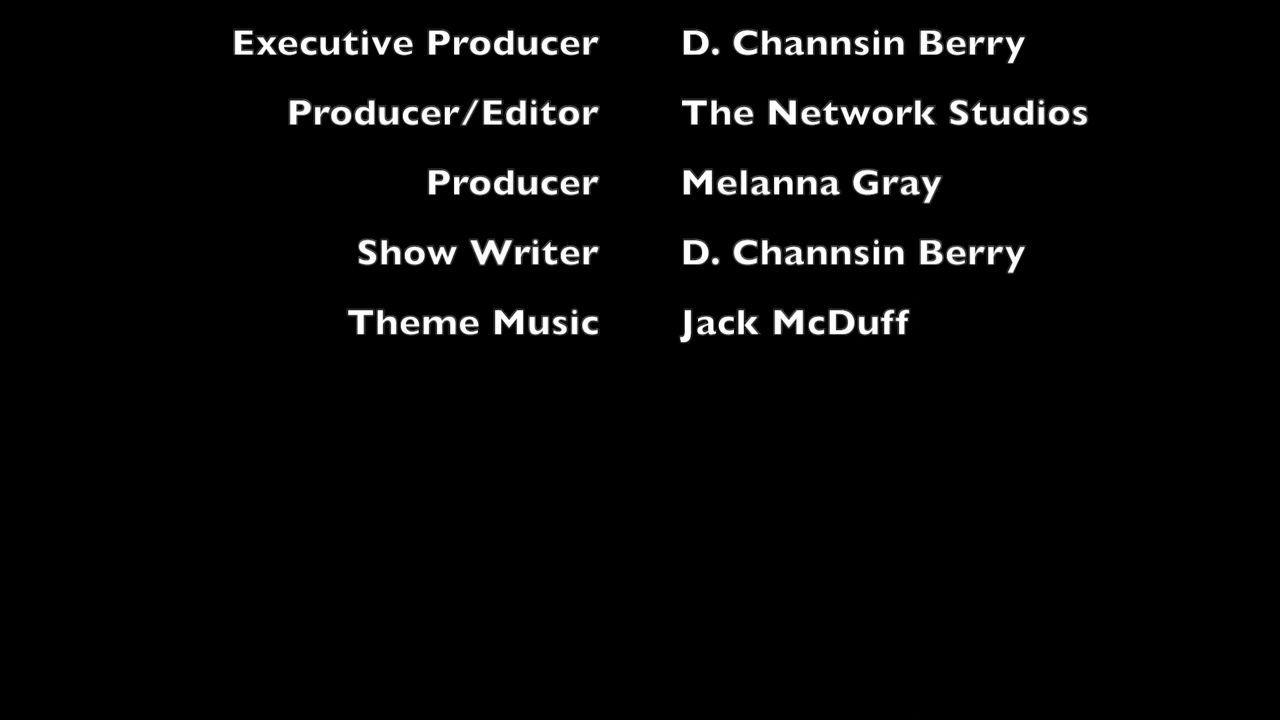 Executive Producer D. Channsin Berry
Producer/Editor The Network Studios
Producer Melanna Gray
Show Writer D. Channsin Berry
Theme Music Jack McDuff